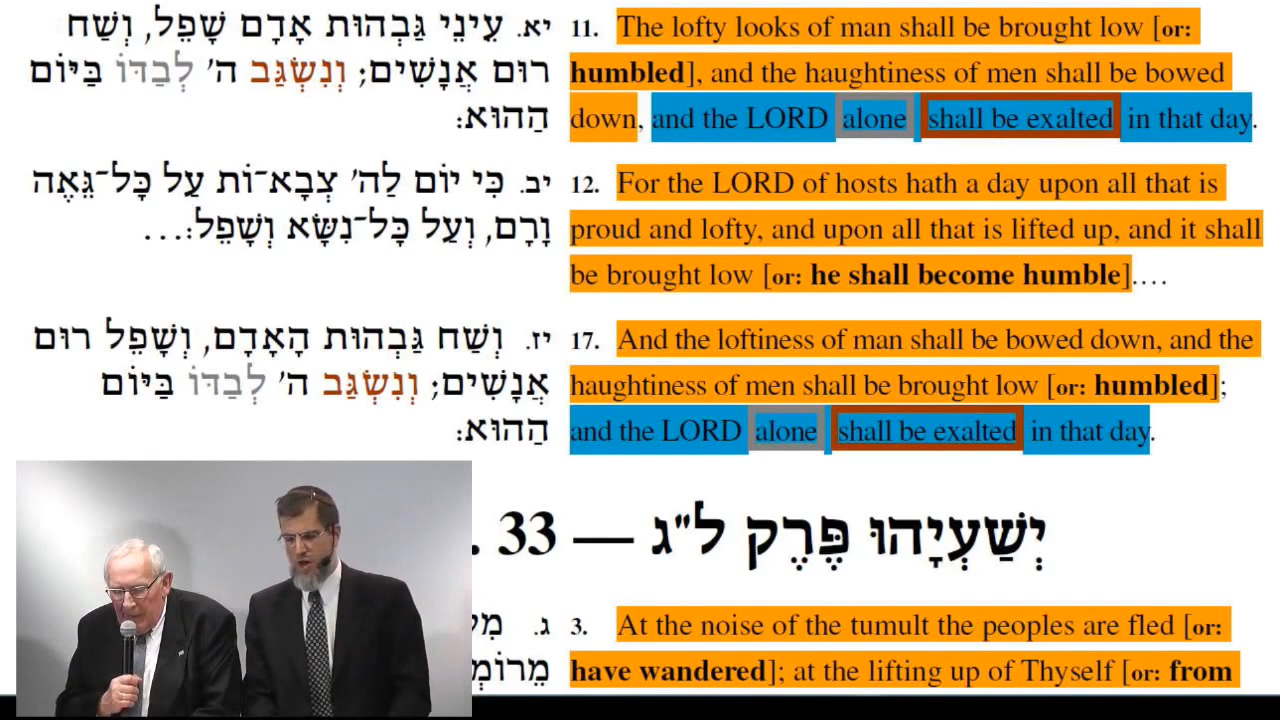 יא. עֵינֵי גַּבְהוּת אָדָם שָׁפֵל, וְשַׁח
רוּם אֲנָשִׁים; וְנִשְׂגַּב ה' לְבַדּוֹ בַּיּוֹם
הַהוּא:
11. The lofty looks of man shall be brought low [or:
humbled], and the haughtiness of men shall be bowed
down, and the LORD alone shall be exalted in that day.
יב. כִּי יוֹם לַה' צְבָא־וֹת עַל כָּל־גֵּאֶה
וָרָם, וְעַל כָּל־נִשָּׂא וְשָׁפֵל:...
12. For the LORD of hosts hath a day upon all that is
proud and lofty, and upon all that is lifted up, and it shall
be brought low [or: he shall become humble]....
יז. וְשַׁח גַּבְהוּת הָאָדָם, וְשָׁפֵל רוּם
אֲנָשִׁים; וְנִשְׂגַּב ה' לְבַדּוֹ בַּיּוֹם
הַהוּא:
17. And the loftiness of man shall be bowed down, and the
haughtiness of men shall be brought low [or: humbled];
and the LORD alone shall be exalted in that day.
. 33 — יְשַׁעְיָהוּ פֶּרֶק ל"ג
ג.
3. At the noise of the tumult the peoples are fled [or:
have wandered]; at the lifting up of Thyself [or: from